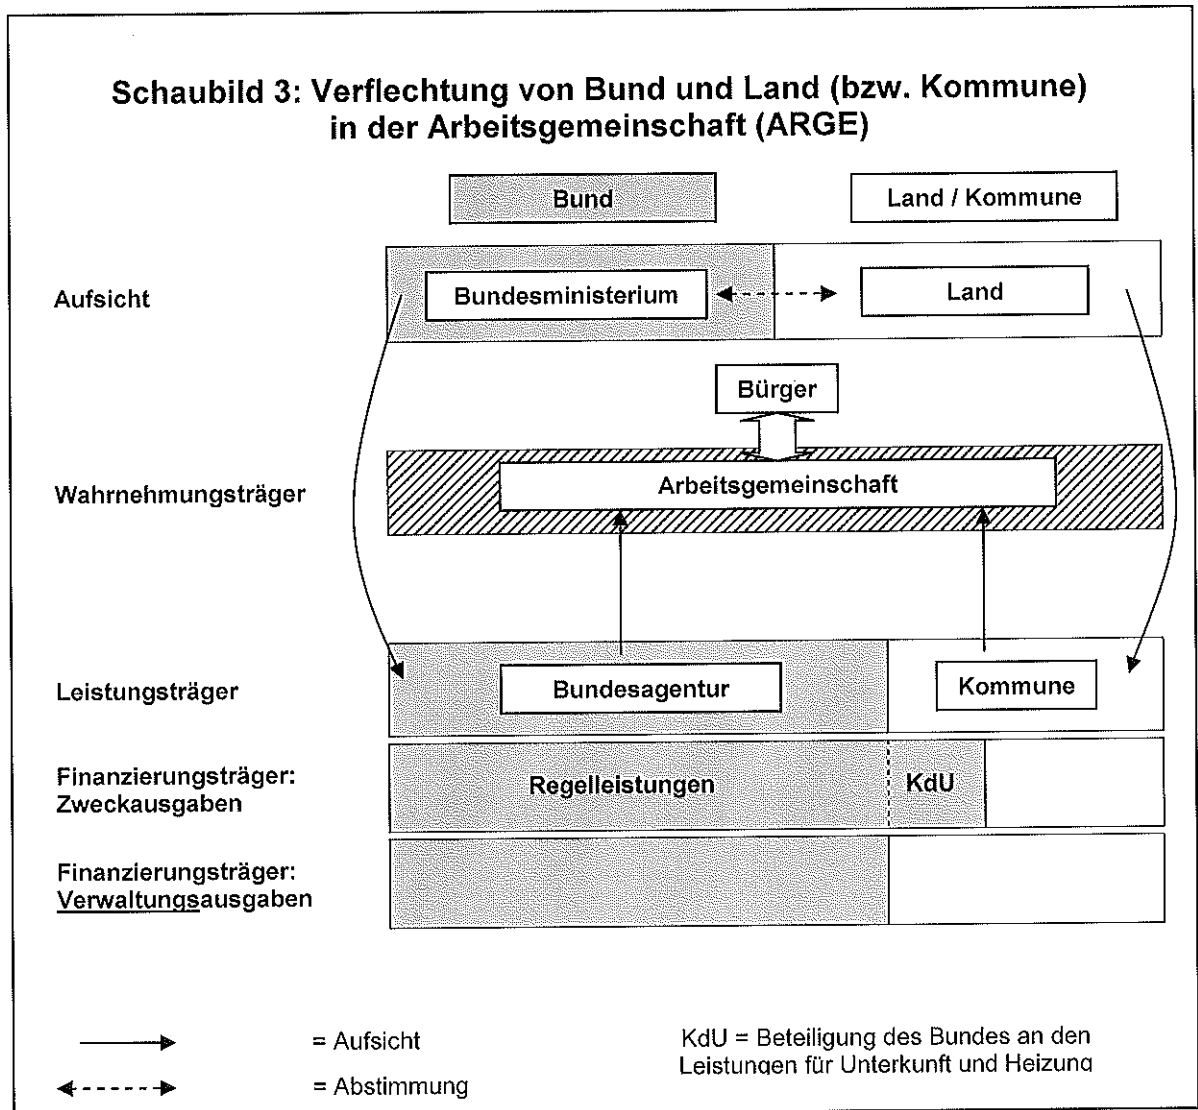 Schaubild 3: Verflechtung von Bund und Land (bzw. Kommune)
in der Arbeitsgemeinschaft (ARGE)
Bund
Land / Kommune
Aufsicht
Bundesministerium
Land
Bürger
Wahrnehmungsträger
Arbeitsgemeinschaft
Leistungsträger
Bundesagentur
Kommune
Finanzierungsträger:
Zweckausgaben
Regelleistungen
KdU
Finanzierungsträger:
Verwaltungsausgaben
= Aufsicht
= Abstimmung
KdU = Beteiligung des Bundes an den
Leistungen für Unterkunft und Heizung